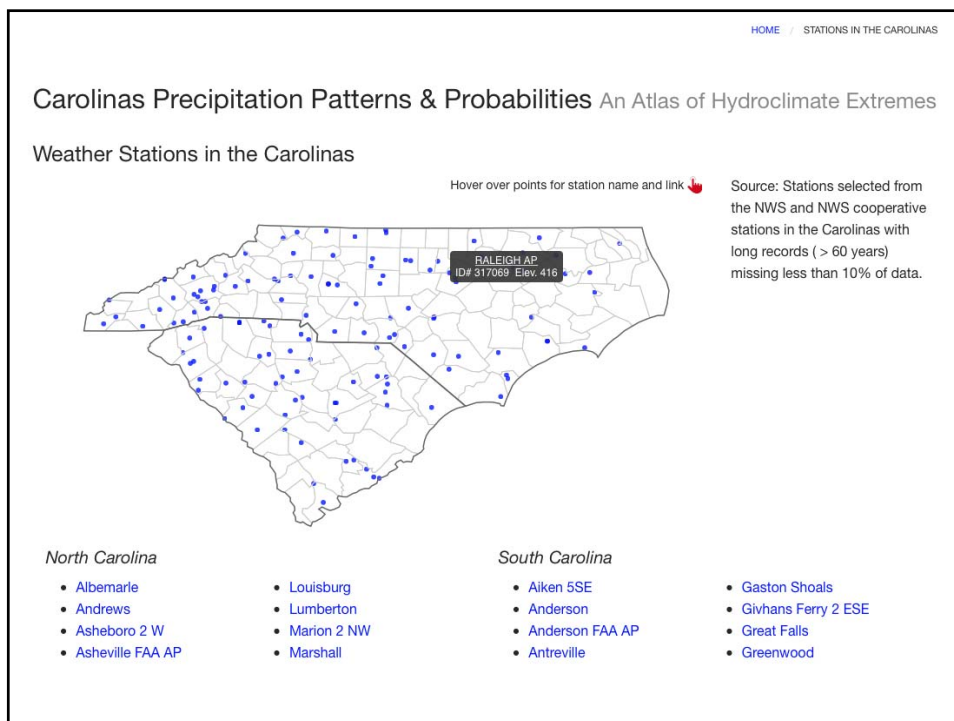 HOME / STATIONS IN THE CAROLINAS
Carolinas Precipitation Patterns & Probabilities An Atlas of Hydroclimate Extremes
Weather Stations in the Carolinas
Hover over points for station name and link
Source: Stations selected from
the NWS and NWS cooperative
stations in the Carolinas with
long records ( > 60 years)
missing less than 10% of data.
RALEIGH AP
ID# 317069 Elev. 416
North Carolina
• Albemarle
• Andrews
• Asheboro 2 W
• Asheville FAA AP
• Louisburg
• Lumberton
• Marion 2 NW
• Marshall
South Carolina
• Aiken 5SE
• Anderson
• Anderson FAA AP
• Antreville
• Gaston Shoals
• Givhans Ferry 2 ESE
• Great Falls
• Greenwood